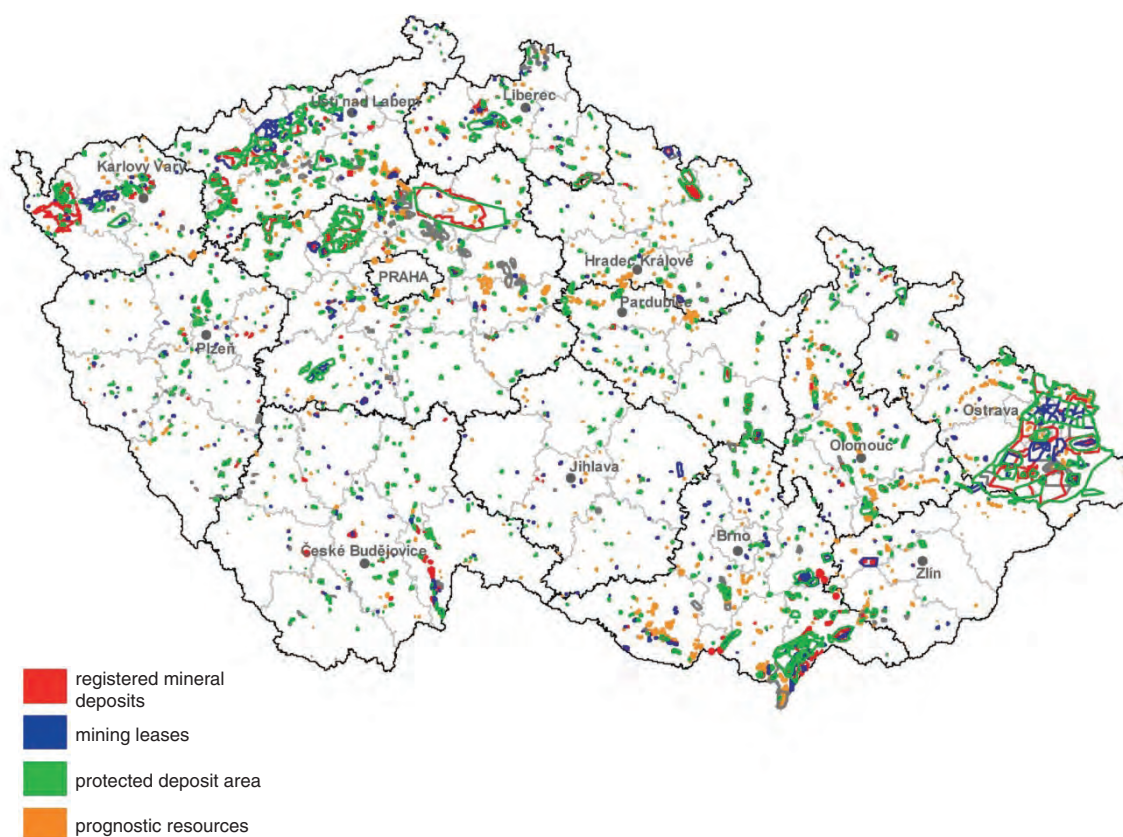 Ústí nad Labem
Liberec
Karlovy Vary
PRAHA
Hradec Králové
Pardubice
Plzeň
Ostrava
Olomouc
Jihlava
Brno
České Budějovice
Zlín
registered mineral
deposits
mining leases
protected deposit area
prognostic resources